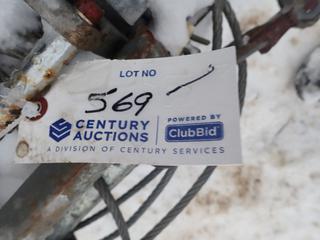 LOT NO
569
CENTURY AUCTIONS
POWERED BY
ClubBid
A DIVISION OF CENTURY SERVICES